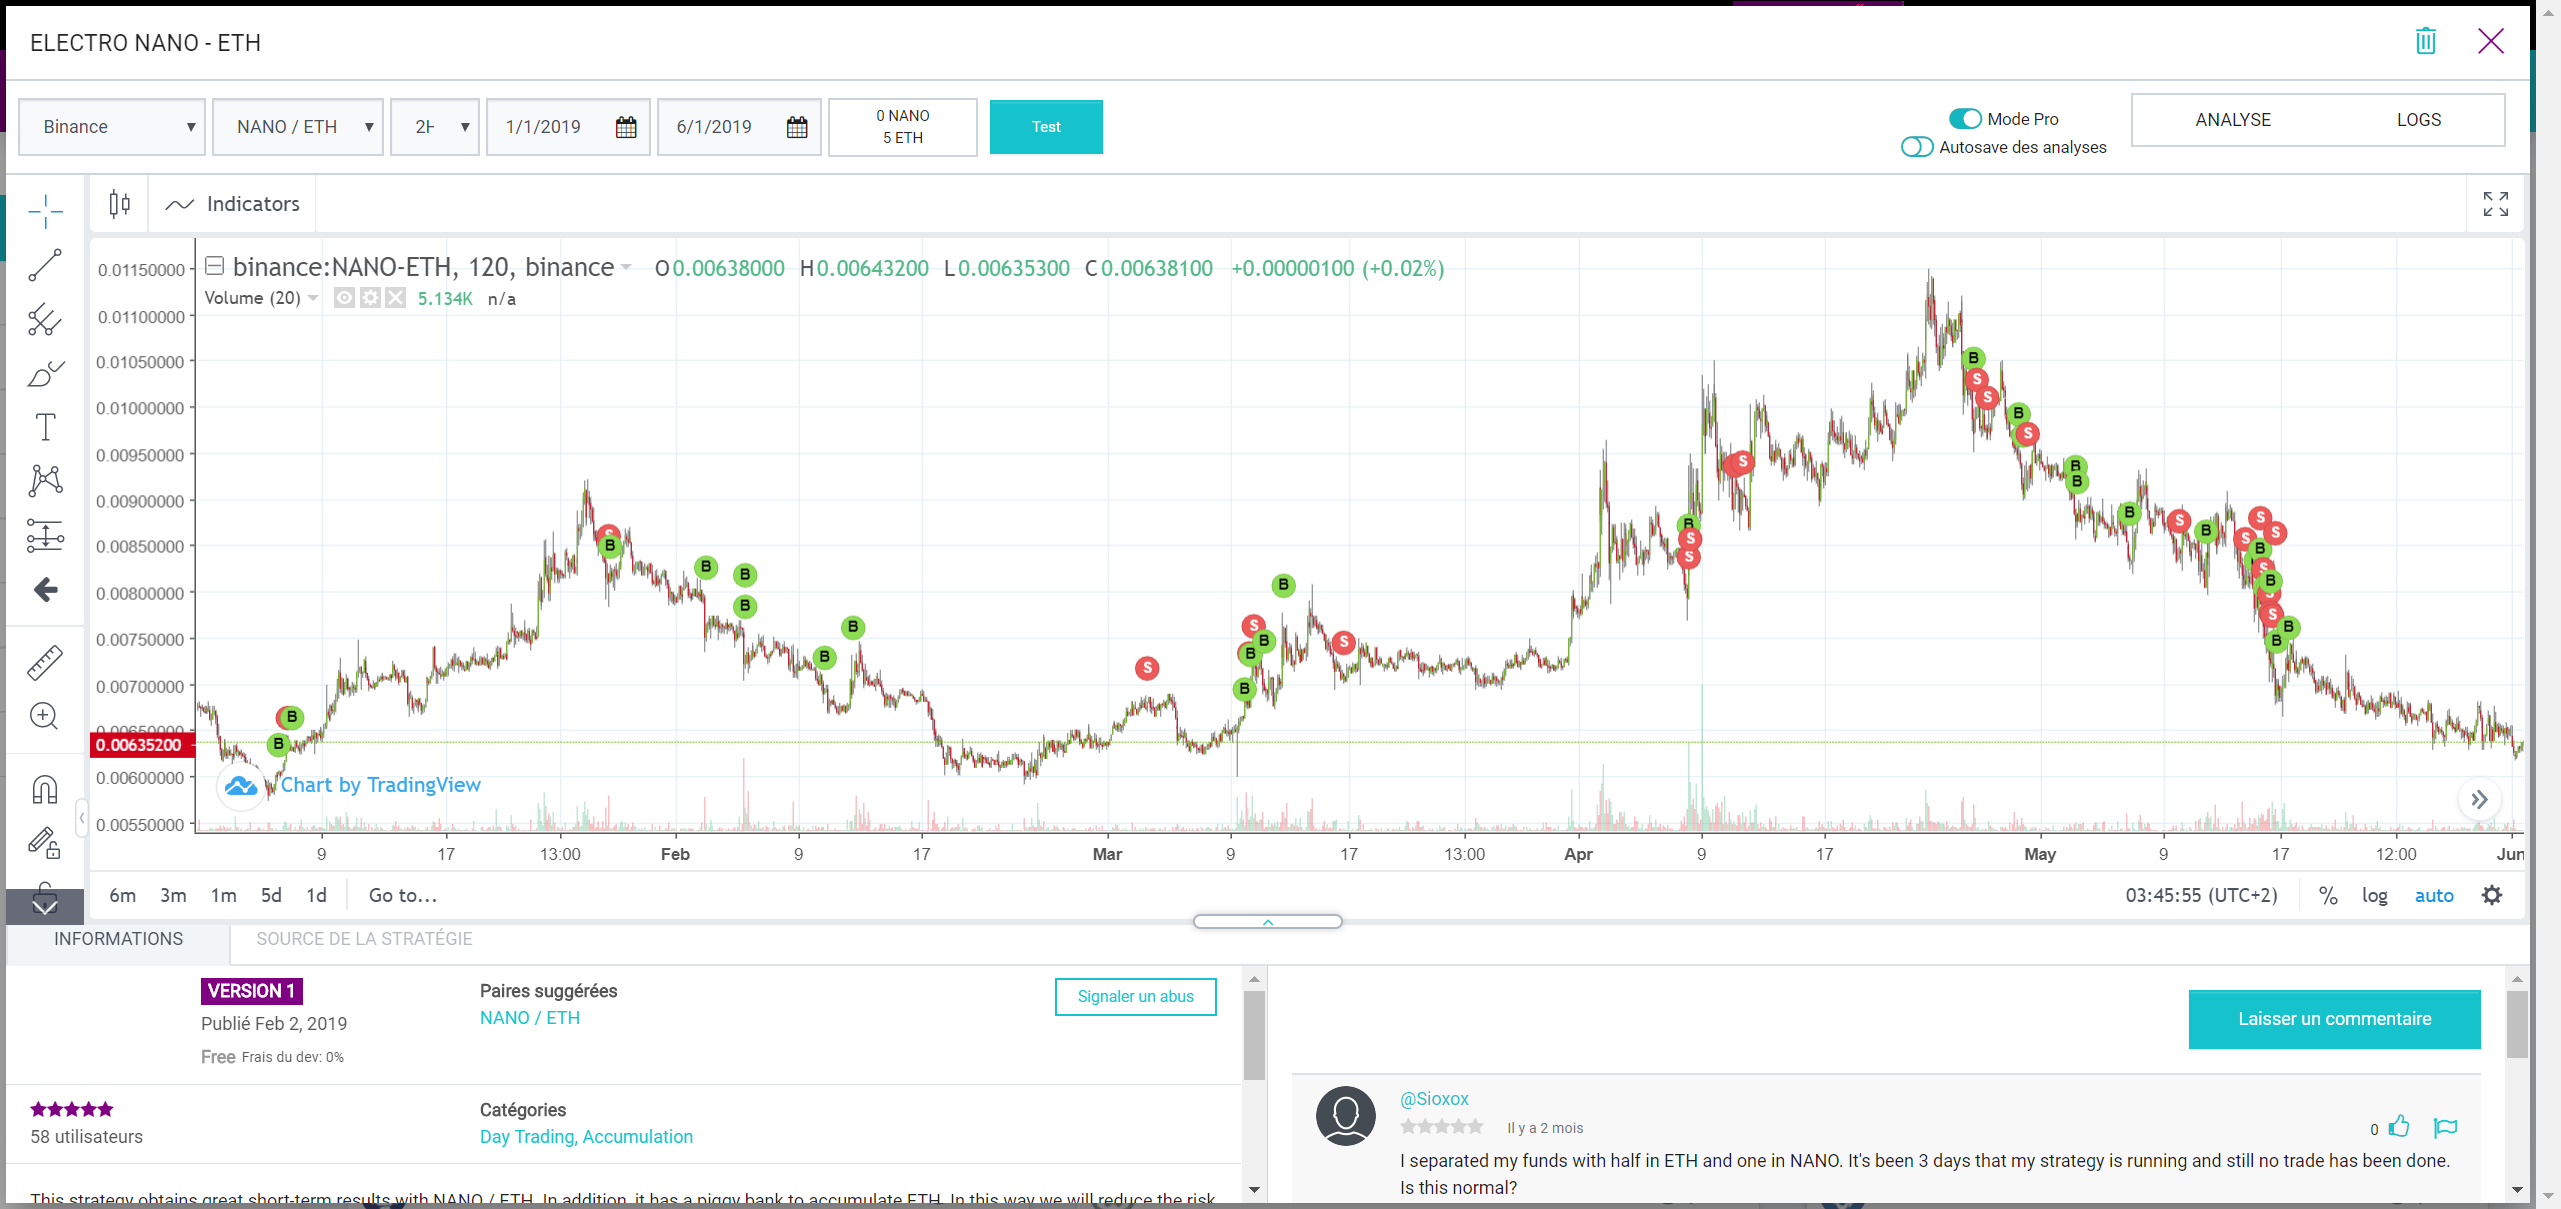 ELECTRO NANO - ETH
Binance
NANO / ETH
1/1/2019
6/1/2019
0 NANO
5 ETH
Test
Mode Pro
Autosave des analyses
ANALYSE
LOGS
Indicators
binance:NANO-ETH, 120, binance O0.00638000 H0.00643200 L0.00635300 C0.00638100 +0.00000100 (+0.02%)
Volume (20) 5.134K n/a
0.01150000
0.01100000
0.01050000
0.01000000
0.00950000
0.00900000
0.00850000
0.00800000
0.00750000
0.00700000
0.00650000
0.00635200
0.00600000
0.00550000
B
S
Chart by TradingView
9 17 13:00 Feb 9 17 Mar 9 17 13:00 Apr 9 17 May 9 17 12:00 Jun
6m 3m 1m 5d 1d Go to...
03:45:55 (UTC+2) % log auto
INFORMATIONS
SOURCE DE LA STRATÉGIE
VERSION 1
Publié Feb 2, 2019
Free Frais du dev: 0%
Paires suggérées
NANO / ETH
Signaler un abus
58 utilisateurs
Catégories
Day Trading, Accumulation
This strategy obtains great short-term results with NANO / ETH. In addition, it has a piggy bank to accumulate ETH. In this way we will reduce the risk
Laisser un commentaire
@Sioxox
Il y a 2 mois
0
I separated my funds with half in ETH and one in NANO. It's been 3 days that my strategy is running and still no trade has been done.
Is this normal?